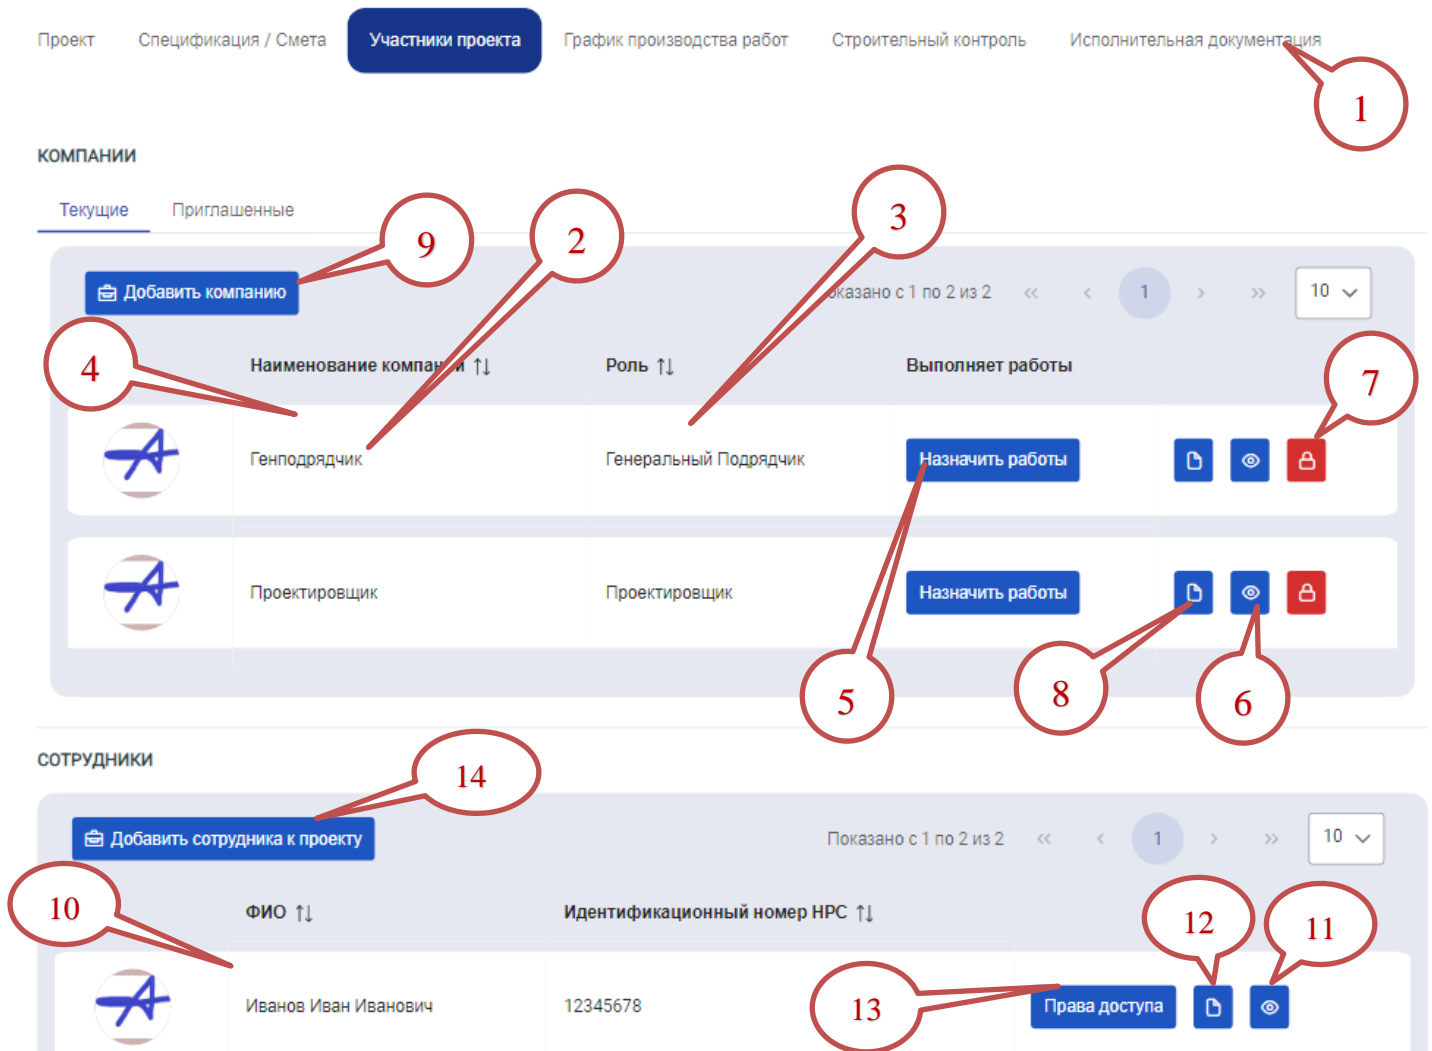 Проект Спецификация / Смета Участники проекта График производства работ Строительный контроль Исполнительная документация
1
КОМПАНИИ
Текущие Приглашенные
9 2 3
Добавить компанию
Показано с 1 по 2 из 2 « < 1 > » 10
4
Наименование компании ↑↓ Роль ↑↓ Выполняет работы
7
Генподрядчик Генеральный Подрядчик Назначить работы
Проектировщик Проектировщик Назначить работы
5 8 6
СОТРУДНИКИ
14
Добавить сотрудника к проекту
Показано с 1 по 2 из 2 « < 1 > » 10
10
ФИО ↑↓ Идентификационный номер НРС ↑↓
12 11
Иванов Иван Иванович 12345678
13
Права доступа